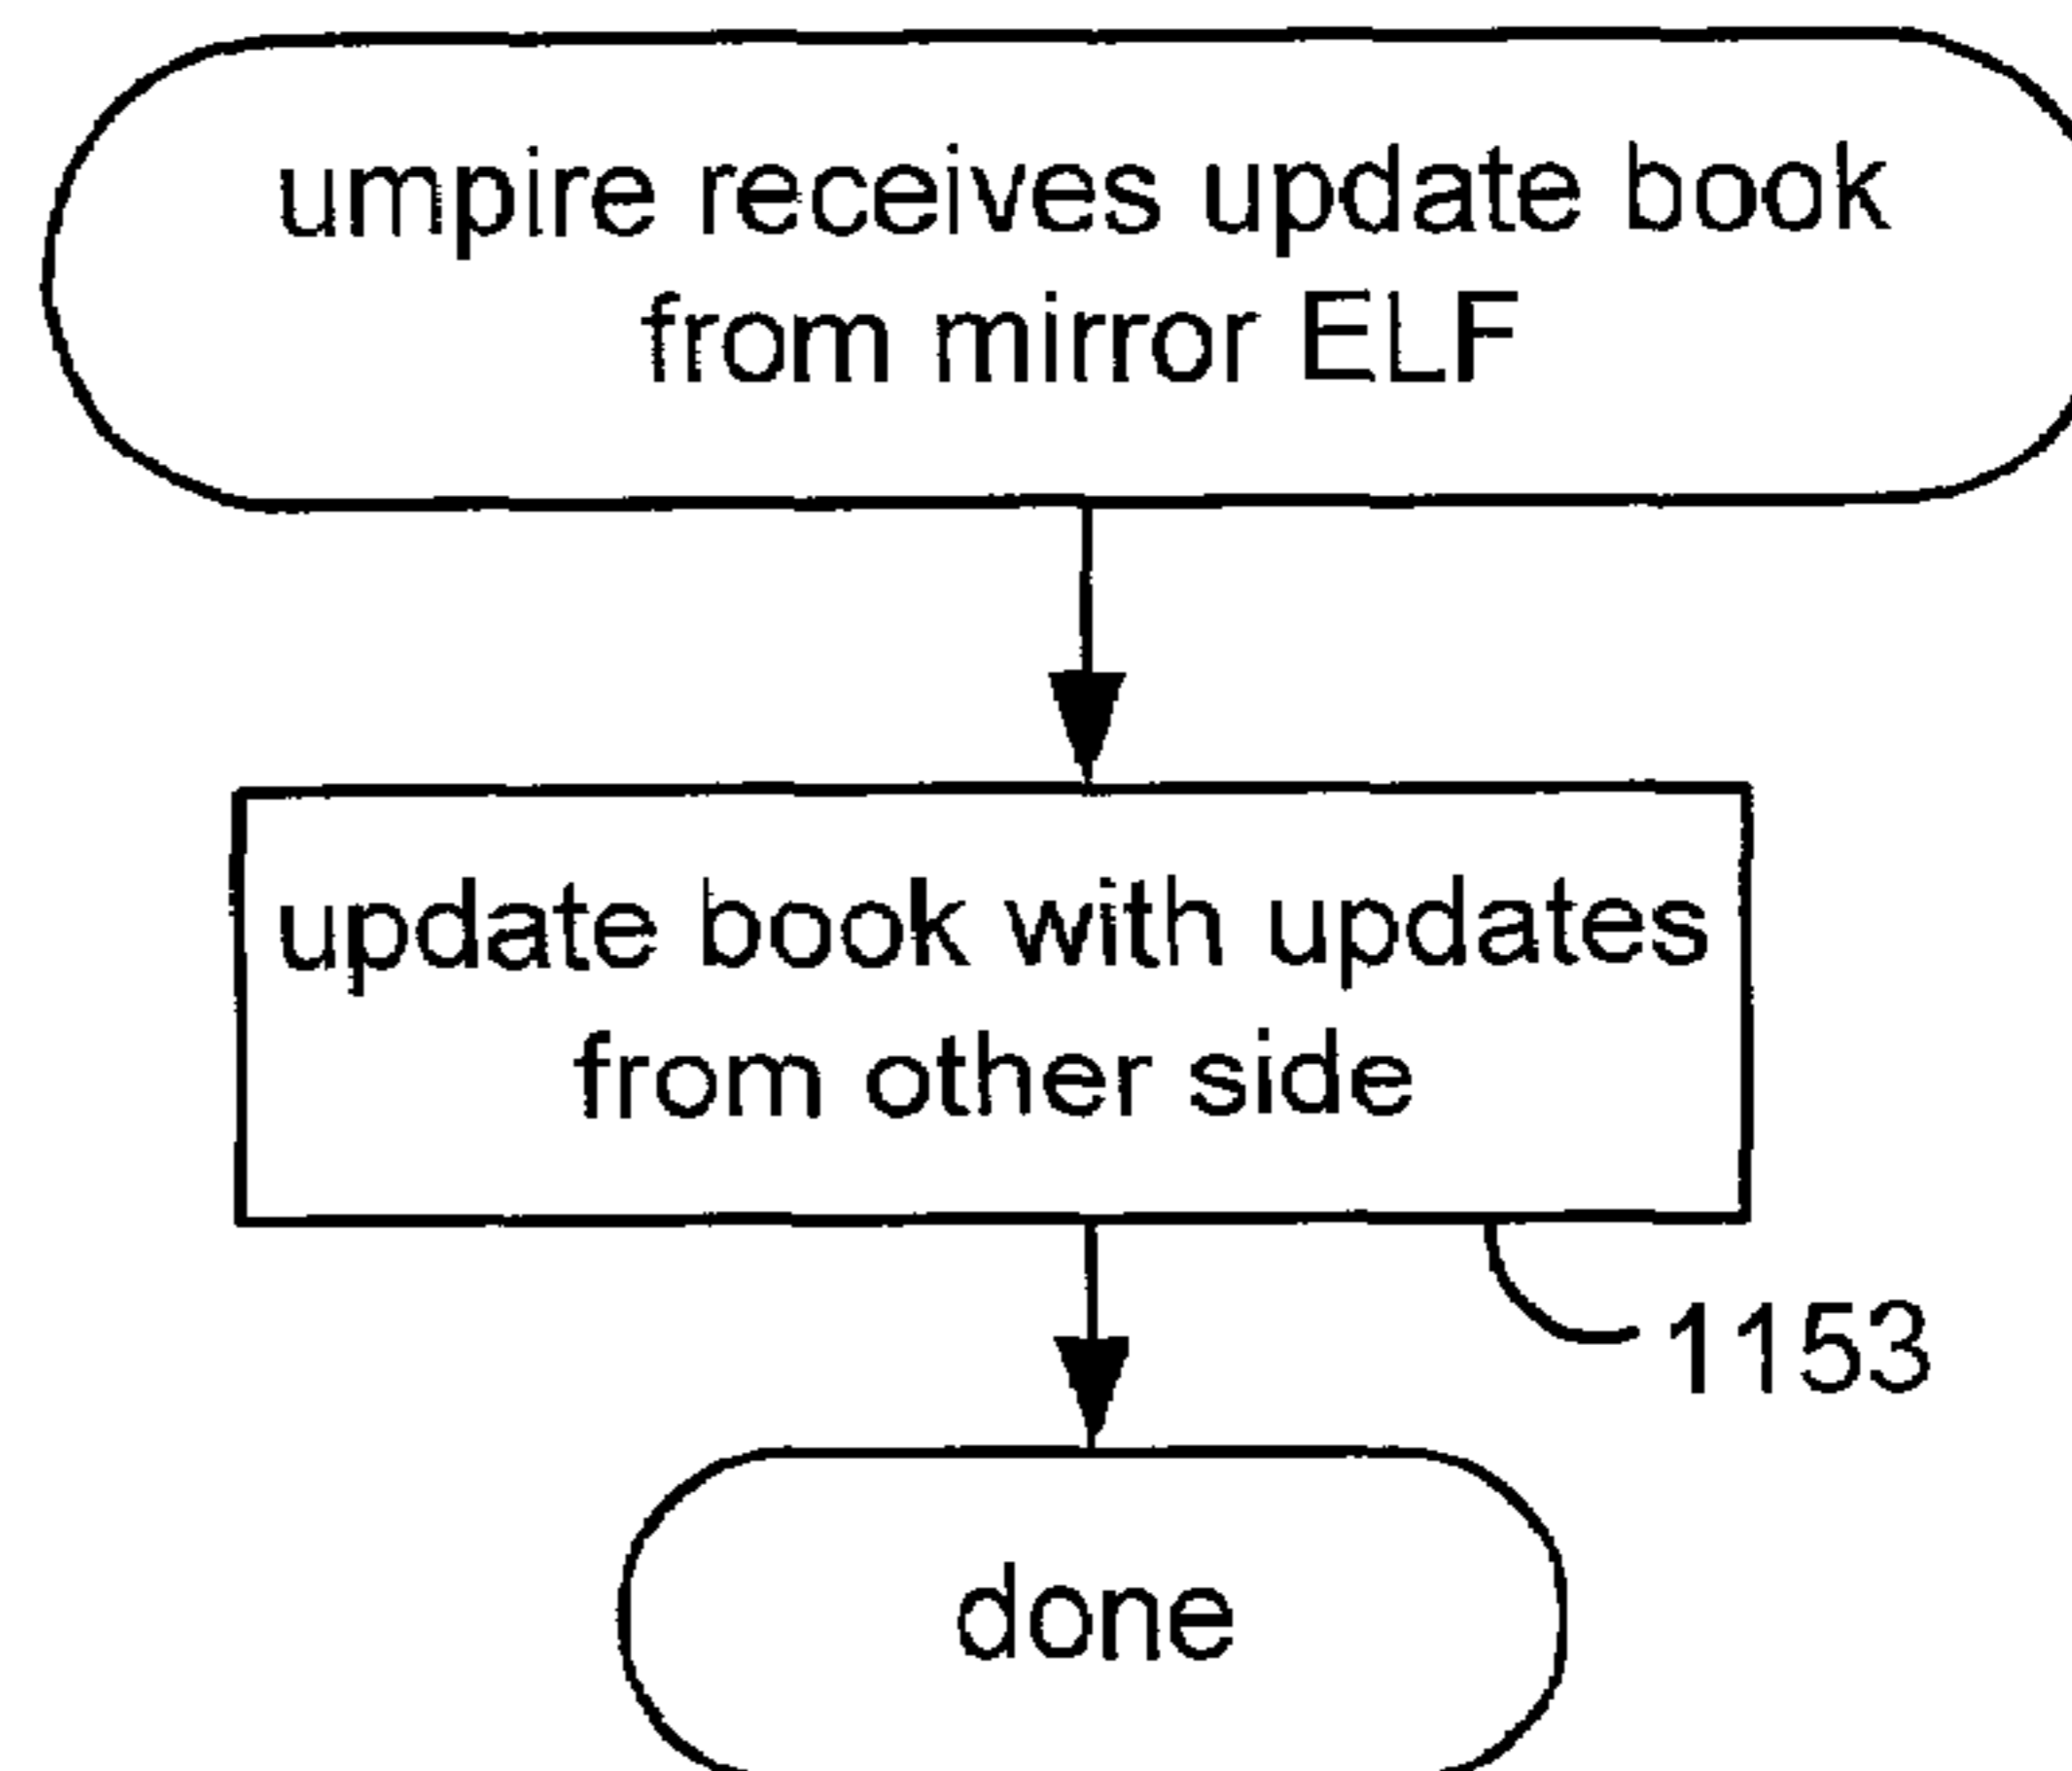 umpire receives update book
from mirror ELF
update book with updates
from other side
1153
done